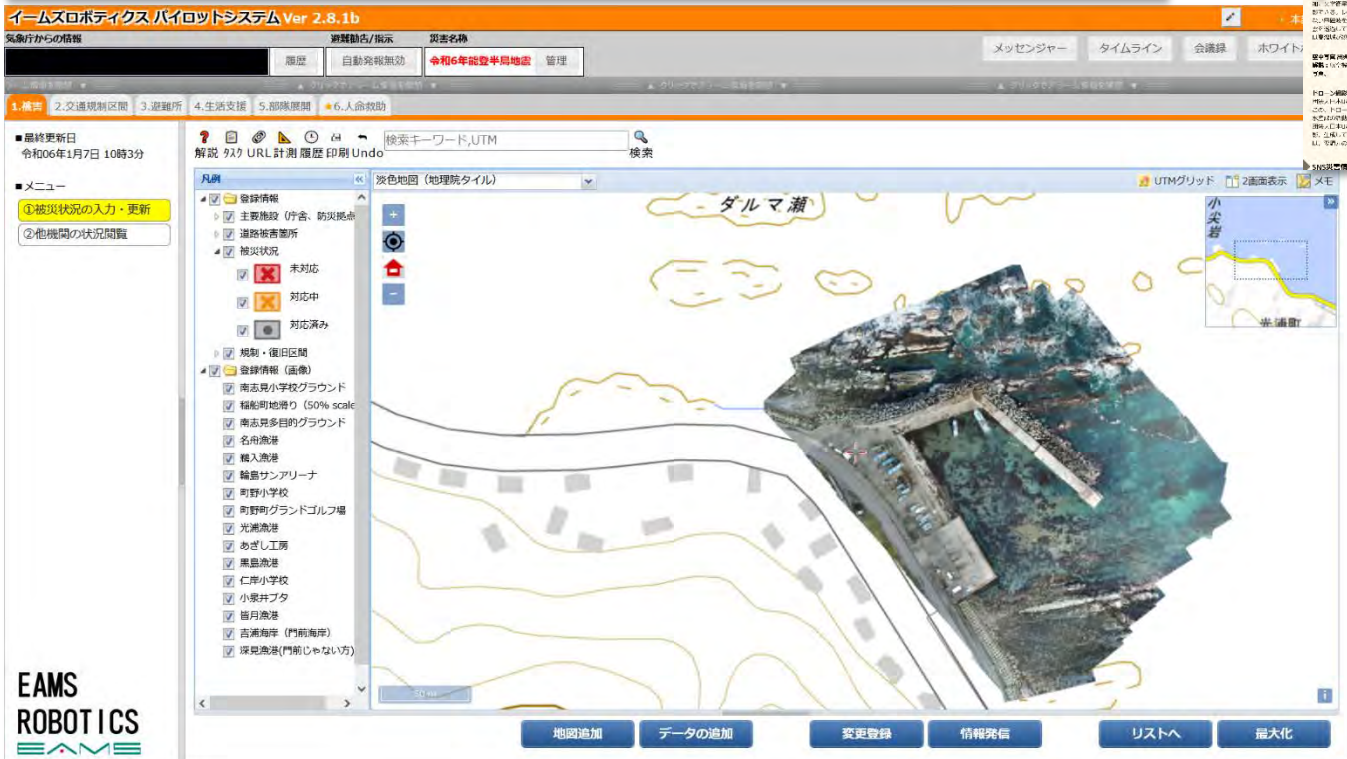 イームズロボティクス パイロットシステム Ver 2.8.1b
気象庁からの情報 避難勧告/指示 災害名称
履歴 自動発報無効 令和6年能登半島地震 管理
メッセンジャー タイムライン 会議録
1.被害 2.交通規制区間 3.避難所 4.生活支援 5.部隊展開 ★6.人命救助
■最終更新日
令和06年1月7日 10時3分
■メニュー
①被災状況の入力・更新
②他機関の状況閲覧
解説 タスク URL 計測 履歴 印刷 Undo
検索キーワード,UTM
検索
凡例
淡色地図（地理院タイル）
UTMグリッド 2画面表示 メモ
登録情報
主要施設（庁舎、防災拠点
道路被害箇所
被災状況
未対応
対応中
対応済み
規制・復旧区間
登録情報（画像）
南志見小学校グラウンド
稲船町地滑り（50% scale
南志見多目的グラウンド
名舟漁港
鵜入漁港
輪島サンアリーナ
町野小学校
町野町グランドゴルフ場
光浦漁港
あざし工房
黒島漁港
仁岸小学校
小泉井ブタ
皆月漁港
吉浦海岸（門前海岸）
深見漁港(門前じゃない方)
ダルマ瀬
小尖岩
光浦町
50 m
EAMS
ROBOTICS
EAMS
地図追加 データの追加 変更登録 情報発信 リストへ 最大化